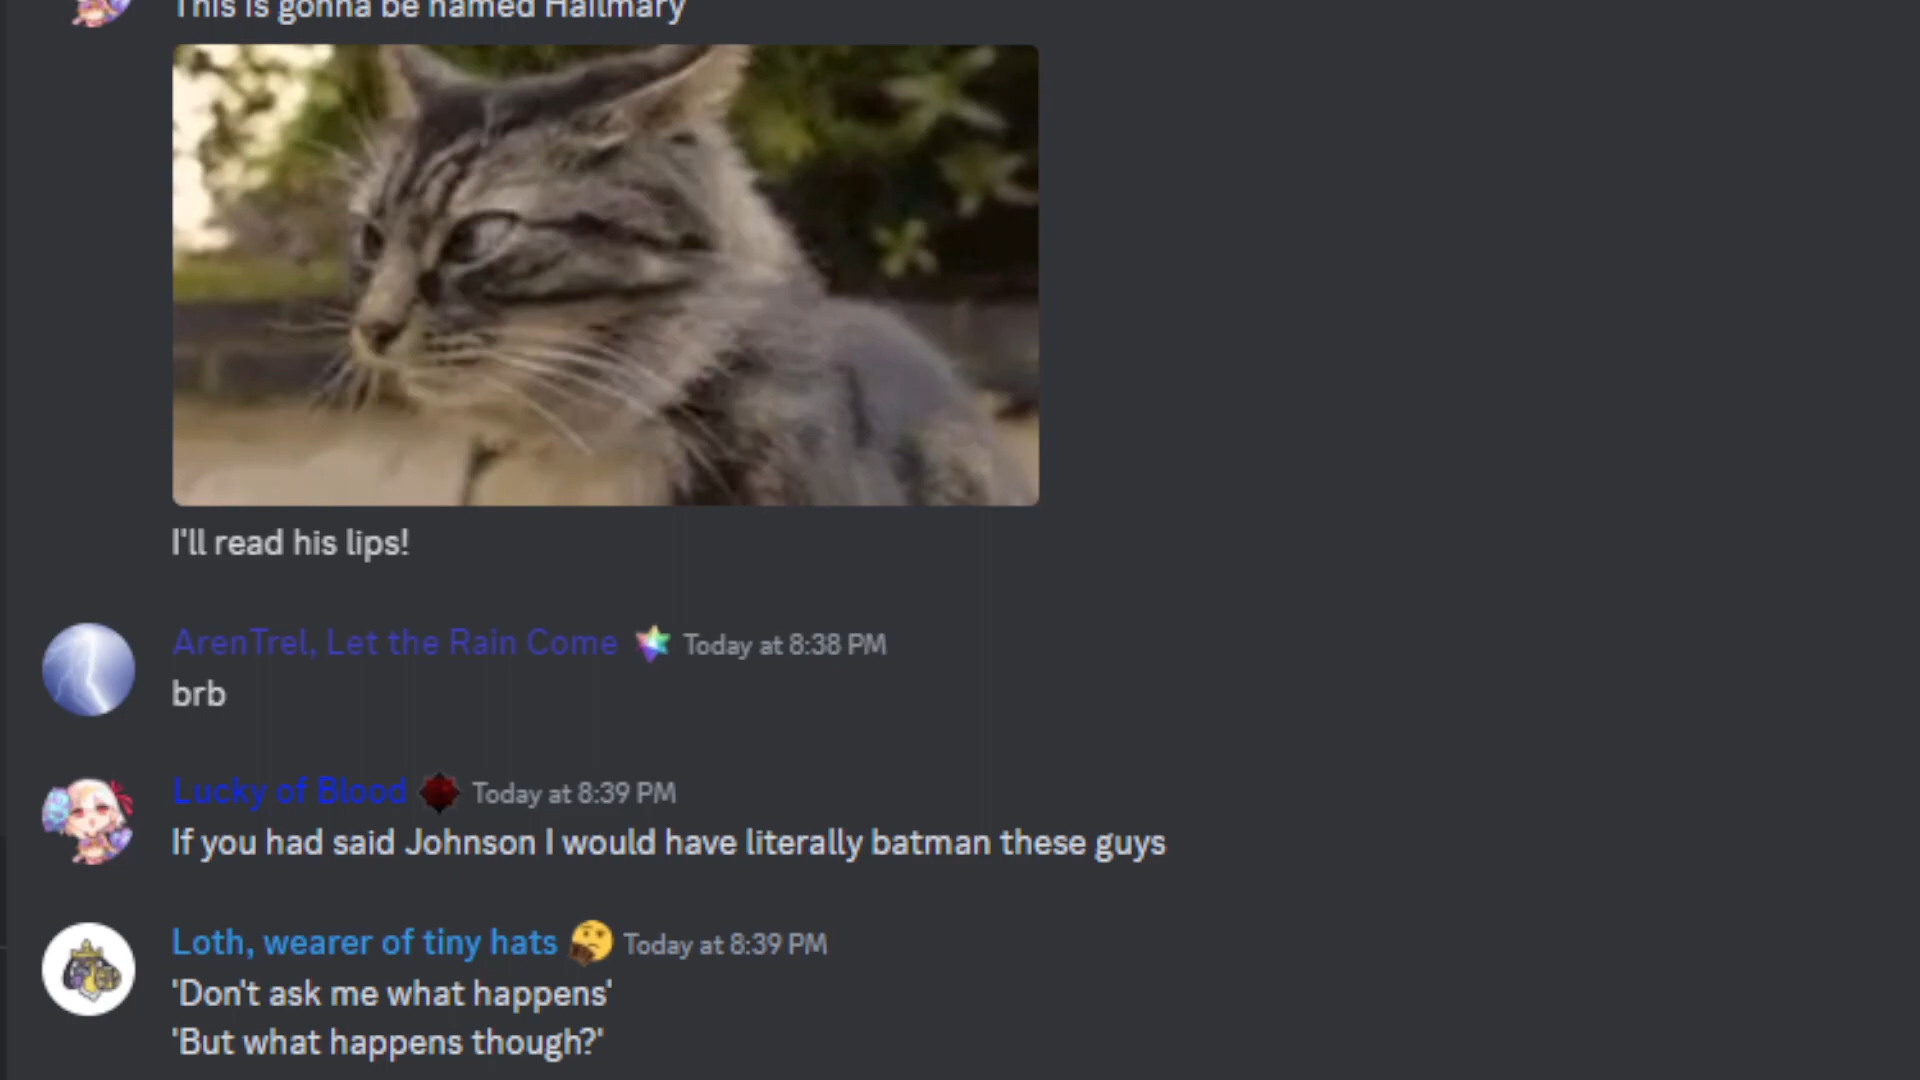 This is gonna be named Hailmary
I'll read his lips!
ArenTrel, Let the Rain Come Today at 8:38 PM
brb
Lucky of Blood Today at 8:39 PM
If you had said Johnson I would have literally batman these guys
Loth, wearer of tiny hats Today at 8:39 PM
'Don't ask me what happens'
'But what happens though?'